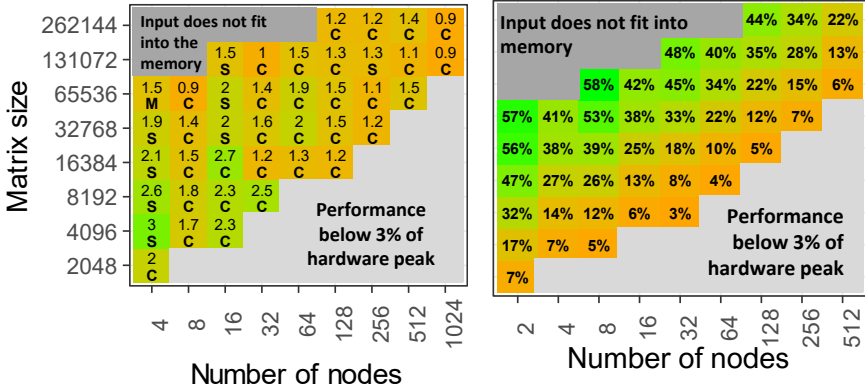 Matrix size
Input does not fit
into the
memory
262144 1.2 1.2 1.4 0.9
C C C C
131072 1.5 1 1.5 1.3 1.3 1.1 0.9
S C C C S C C
65536 1.5 0.9 2 1.4 1.9 1.5 1.1 1.5
M C S C C C C C
32768 1.9 1.4 2 1.6 2 1.5 1.2
S C S C C C C
16384 2.1 1.5 2.7 1.2 1.3 1.2
S C C C C C
8192 2.6 1.8 2.3 2.5
S C C C
4096 3 1.7 2.3
S C C
2048 2
C
Performance
below 3% of
hardware peak
4 8 16 32 64 128 256 512 1024
Number of nodes
Input does not fit into
memory
44% 34% 22%
48% 40% 35% 28% 13%
58% 42% 45% 34% 22% 15% 6%
57% 41% 53% 38% 33% 22% 12% 7%
56% 38% 39% 25% 18% 10% 5%
47% 27% 26% 13% 8% 4%
32% 14% 12% 6% 3%
17% 7% 5%
7%
Performance
below 3% of
hardware peak
2 4 8 16 32 64 128 256 512
Number of nodes